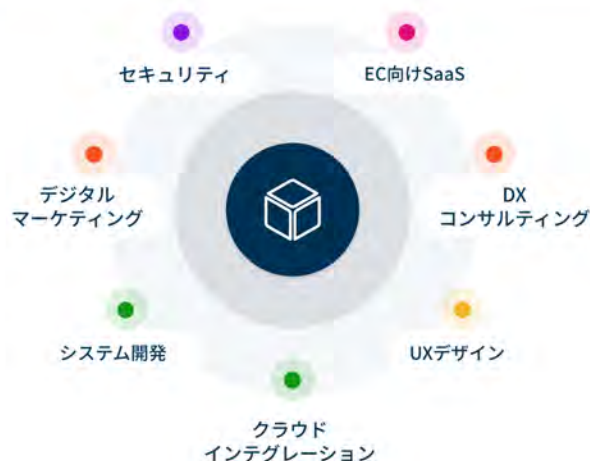 セキュリティ
EC向けSaaS
デジタル
マーケティング
DX
コンサルティング
システム開発
UXデザイン
クラウド
インテグレーション